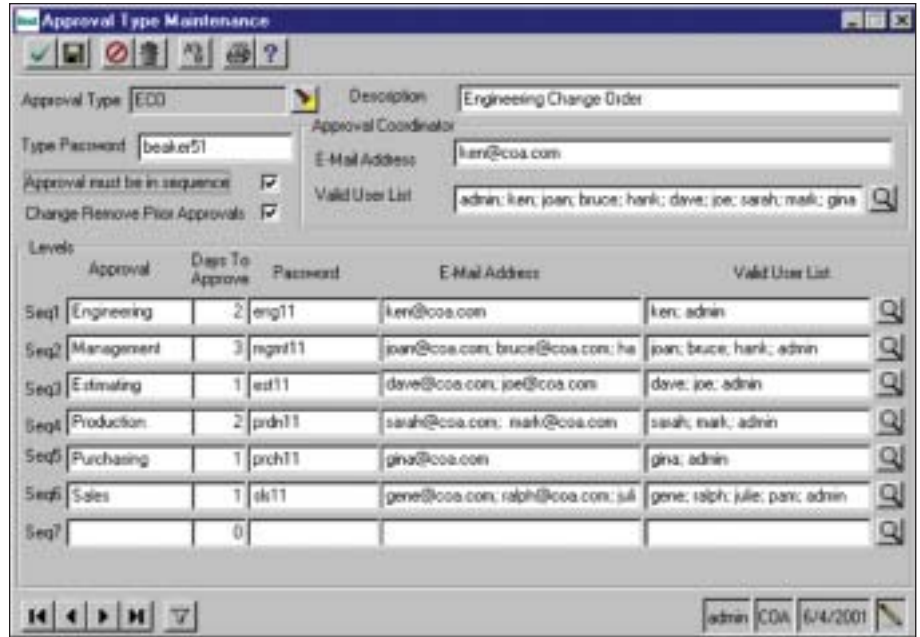 Approval Type Maintenance
Approval Type ECO Description Engineering Change Order
Type Password beaker51 Approval Coordinator
E-Mail Address ken@coa.com
Approval must be in sequence
Valid User List admin; ken; joan; bruce; hank; dave; joe; sarah; mark; gina
Change Remove Prior Approvals
Levels
Approval Days To Approve Password E-Mail Address Valid User List
Seq1 Engineering 2 eng11 ken@coa.com ken; admin
Seq2 Management 3 mgmt11 joan@coa.com; bruce@coa.com; ha joan; bruce; hank; admin
Seq3 Estimating 1 est11 dave@coa.com; joe@coa.com dave; joe; admin
Seq4 Production 2 prdn11 sarah@coa.com; mark@coa.com sarah; mark; admin
Seq5 Purchasing 1 prch11 gina@coa.com gina; admin
Seq6 Sales 1 sls11 gene@coa.com; ralph@coa.com; juli gene; ralph; julie; pam; admin
Seq7 0
admin COA 6/4/2001